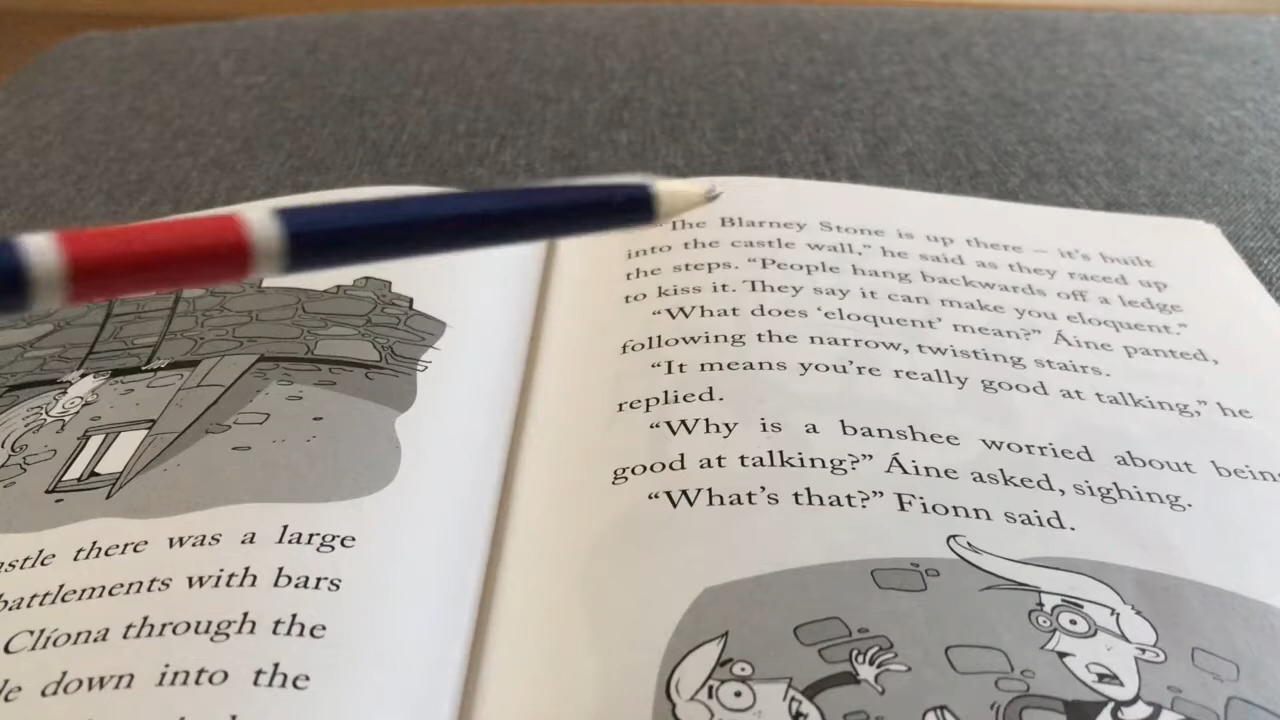 astle there was a large
battlements with bars
Clíona through the
down into the
“The Blarney Stone is up there – it’s built
into the castle wall,” he said as they raced up
the steps. “People hang backwards off a ledge
to kiss it. They say it can make you eloquent.”
“What does ‘eloquent’ mean?” Áine panted,
following the narrow, twisting stairs.
“It means you’re really good at talking,” he
replied.
“Why is a banshee worried about bein
good at talking?” Áine asked, sighing.
“What’s that?” Fionn said.